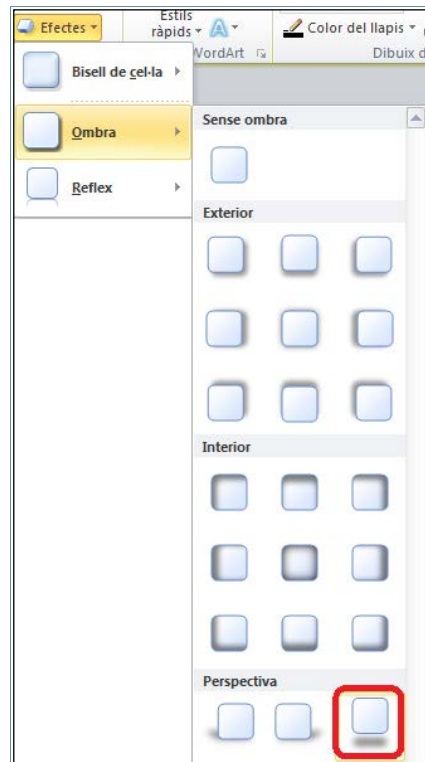 Efectes
Estils
ràpids
Color del llapis
WordArt
Dibuix d
Bisell de cel·la
Ombra
Reflex
Sense ombra
Exterior
Interior
Perspectiva